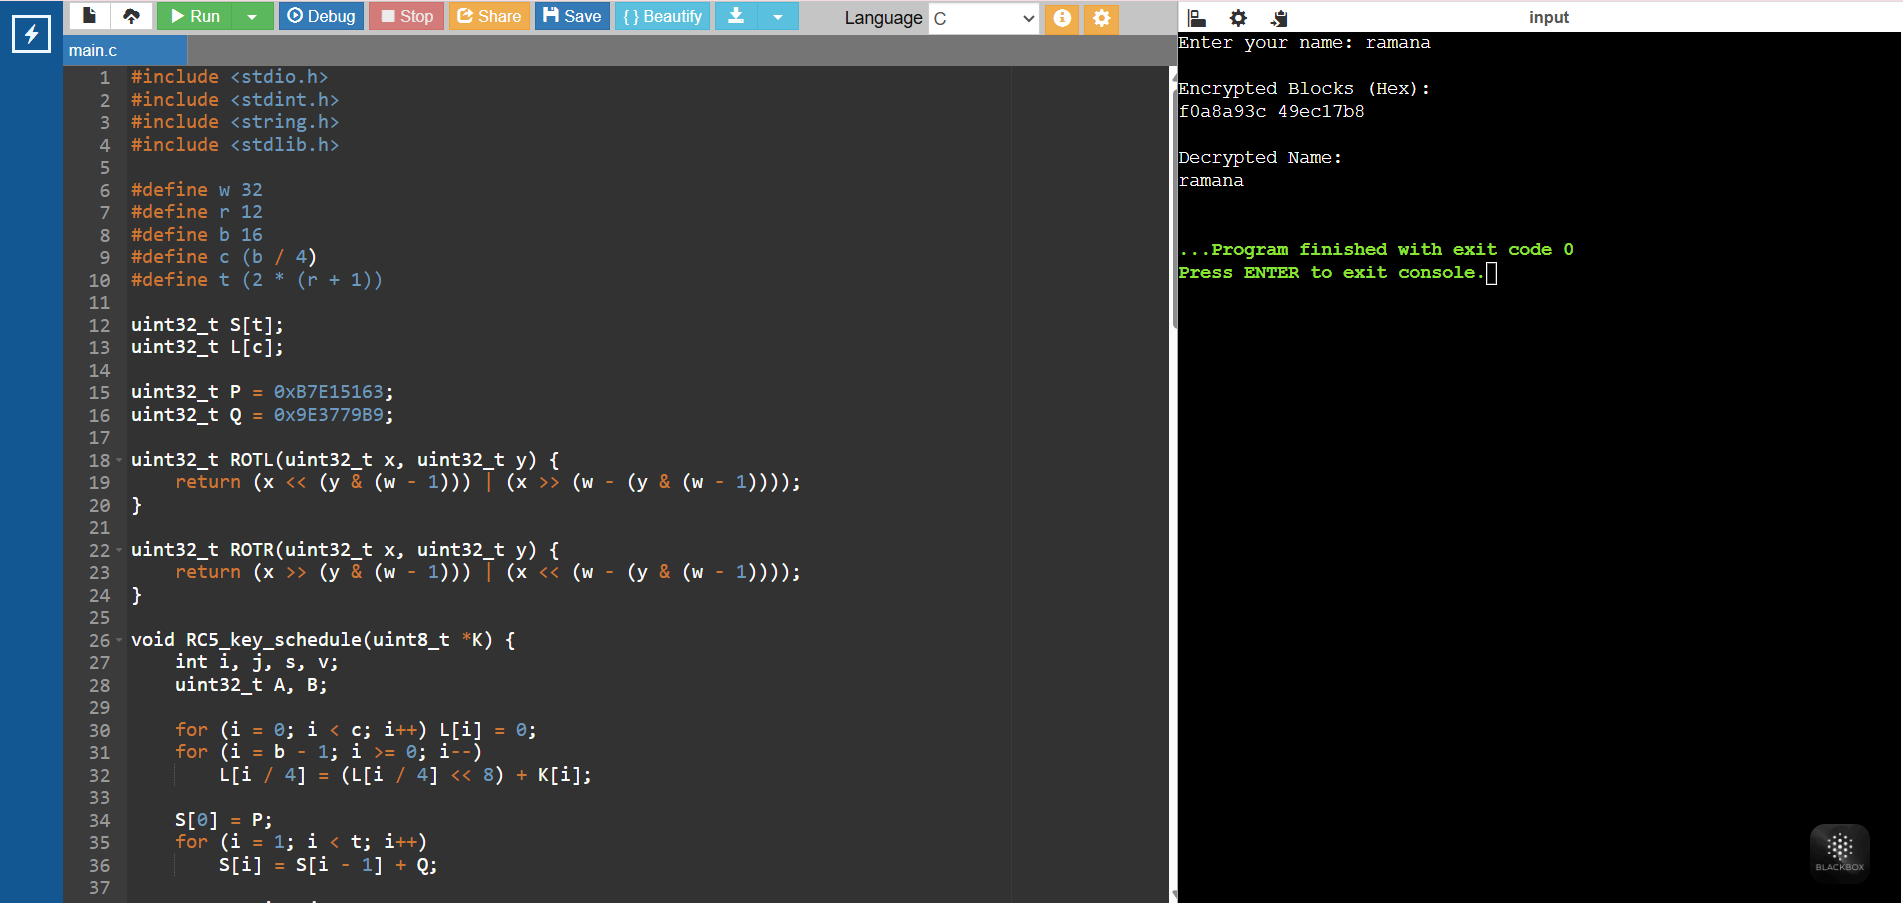 Run Debug Stop Share Save {} Beautify Language C
main.c
1 #include <stdio.h>
2 #include <stdint.h>
3 #include <string.h>
4 #include <stdlib.h>
5
6 #define w 32
7 #define r 12
8 #define b 16
9 #define c (b / 4)
10 #define t (2 * (r + 1))
11
12 uint32_t S[t];
13 uint32_t L[c];
14
15 uint32_t P = 0xB7E15163;
16 uint32_t Q = 0x9E3779B9;
17
18 uint32_t ROTL(uint32_t x, uint32_t y) {
19     return (x << (y & (w - 1))) | (x >> (w - (y & (w - 1))));
20 }
21
22 uint32_t ROTR(uint32_t x, uint32_t y) {
23     return (x >> (y & (w - 1))) | (x << (w - (y & (w - 1))));
24 }
25
26 void RC5_key_schedule(uint8_t *K) {
27     int i, j, s, v;
28     uint32_t A, B;
29
30     for (i = 0; i < c; i++) L[i] = 0;
31     for (i = b - 1; i >= 0; i--)
32         L[i / 4] = (L[i / 4] << 8) + K[i];
33
34     S[0] = P;
35     for (i = 1; i < t; i++)
36         S[i] = S[i - 1] + Q;
37
input
Enter your name: ramana
Encrypted Blocks (Hex):
f0a8a93c 49ec17b8
Decrypted Name:
ramana
...Program finished with exit code 0
Press ENTER to exit console.
BLACKBOX